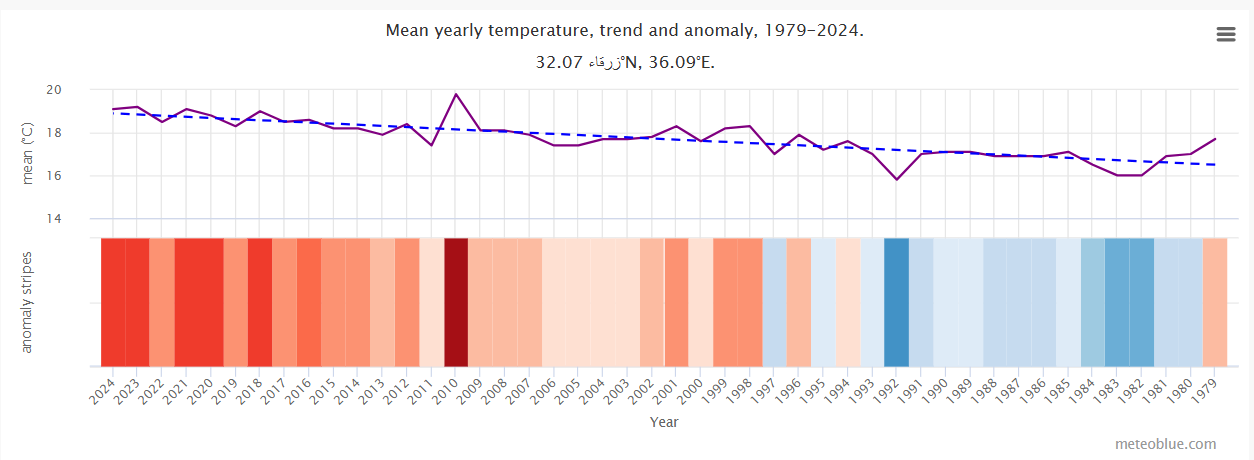 Mean yearly temperature, trend and anomaly, 1979-2024.
زرقَاء 32.07°N, 36.09°E.
mean (°C)
20
18
16
14
anomaly stripes
2024 2023 2022 2021 2020 2019 2018 2017 2016 2015 2014 2013 2012 2011 2010 2009 2008 2007 2006 2005 2004 2003 2002 2001 2000 1999 1998 1997 1996 1995 1994 1993 1992 1991 1990 1989 1988 1987 1986 1985 1984 1983 1982 1981 1980 1979
Year
meteoblue.com